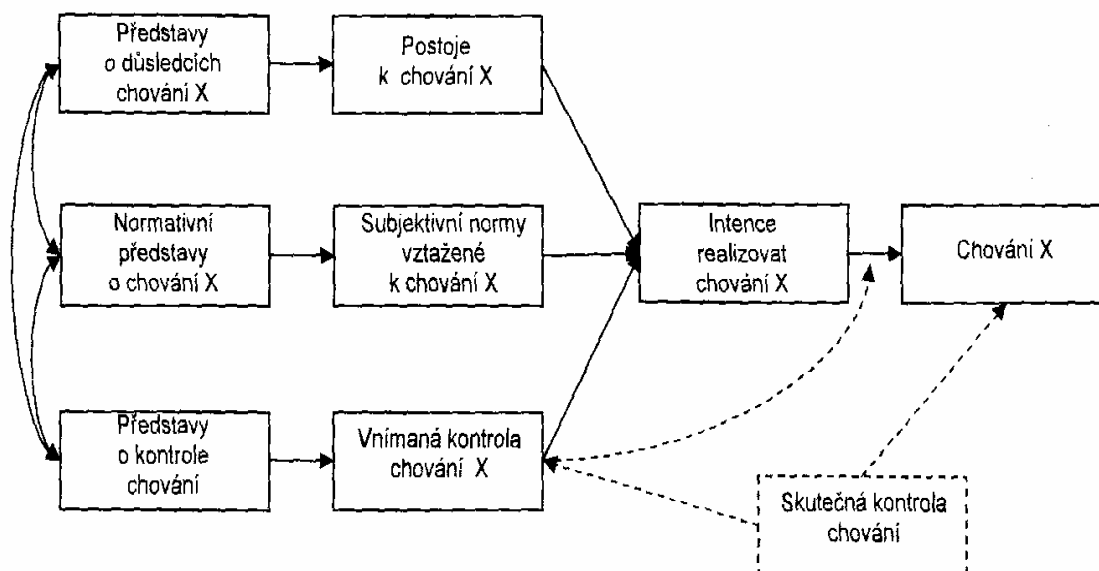 Představy
o důsledcích
chování X
Postoje
k chování X
Normativní
představy
o chování X
Subjektivní normy
vztažené
k chování X
Intence
realizovat
chování X
Chování X
Představy
o kontrole
chování
Vnímaná kontrola
chování X
Skutečná kontrola
chování